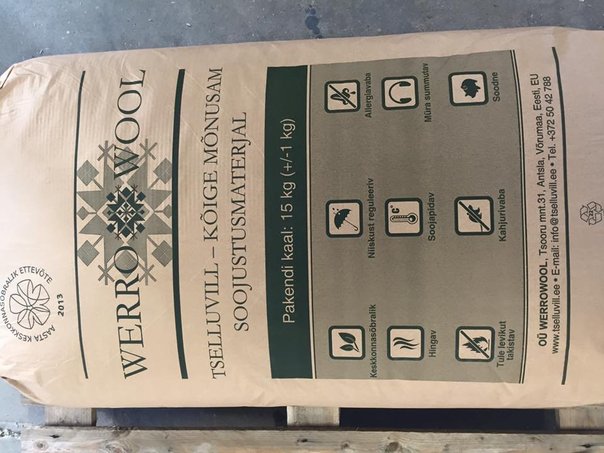 AASTA KESKKONNASÕBRALIK ETTEVÕTE
2013
WERRO WOOL
TSELLUVILL – KÕIGE MÕNUSAM
SOOJUSTUSMATERJAL
Pakendi kaal: 15 kg (+/-1 kg)
Keskkonnasõbralik
Niiskust reguleeriv
Allergiavaba
Hingav
Soojapidav
Müra summutav
Tule levikut
takistav
Kahjurivaba
Soodne
OÜ WERROWOOL, Tsooru mnt.31, Antsla, Võrumaa, Eesti, EU
www.tselluvill.ee • E-mail: info@tselluvill.ee • Tel. +372 50 42 788